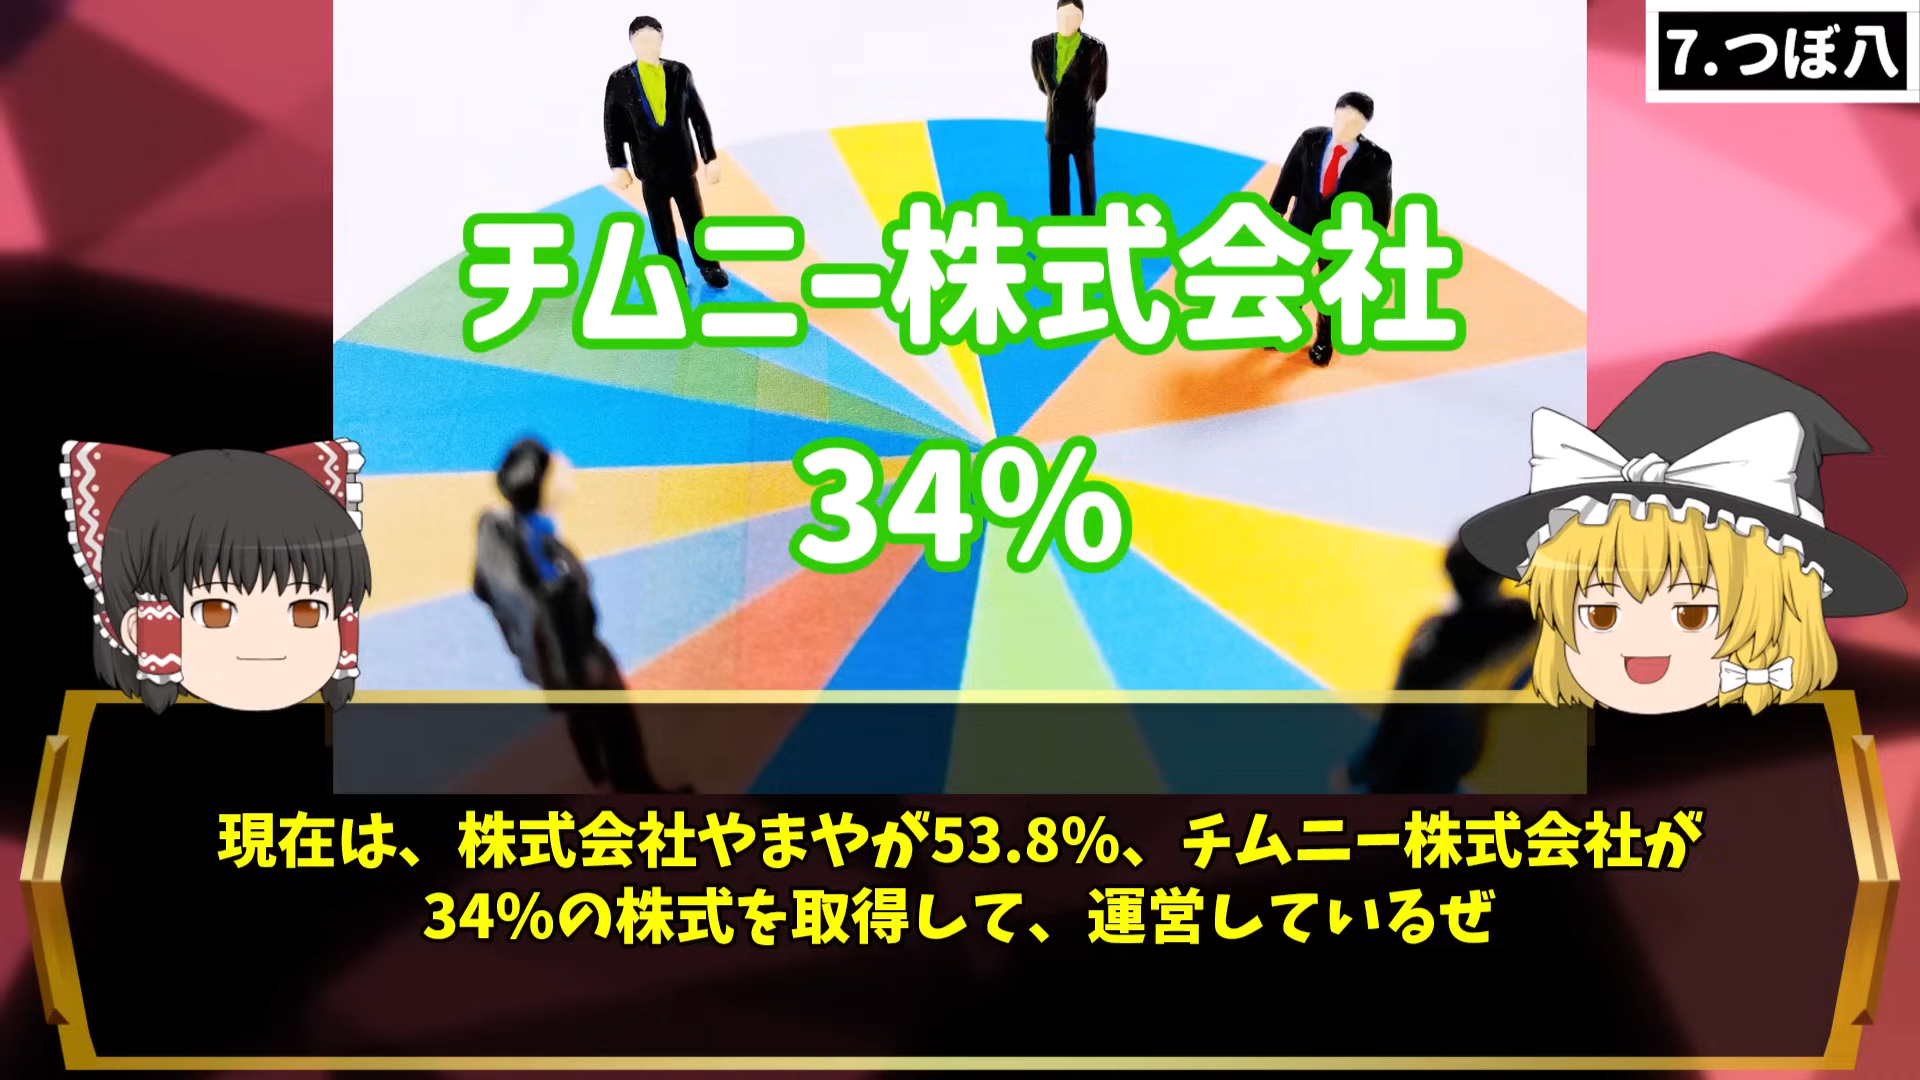 7.つぼ八
チムニー株式会社
34%
現在は、株式会社やまやが53.8%、チムニー株式会社が
34%の株式を取得して、運営しているぜ